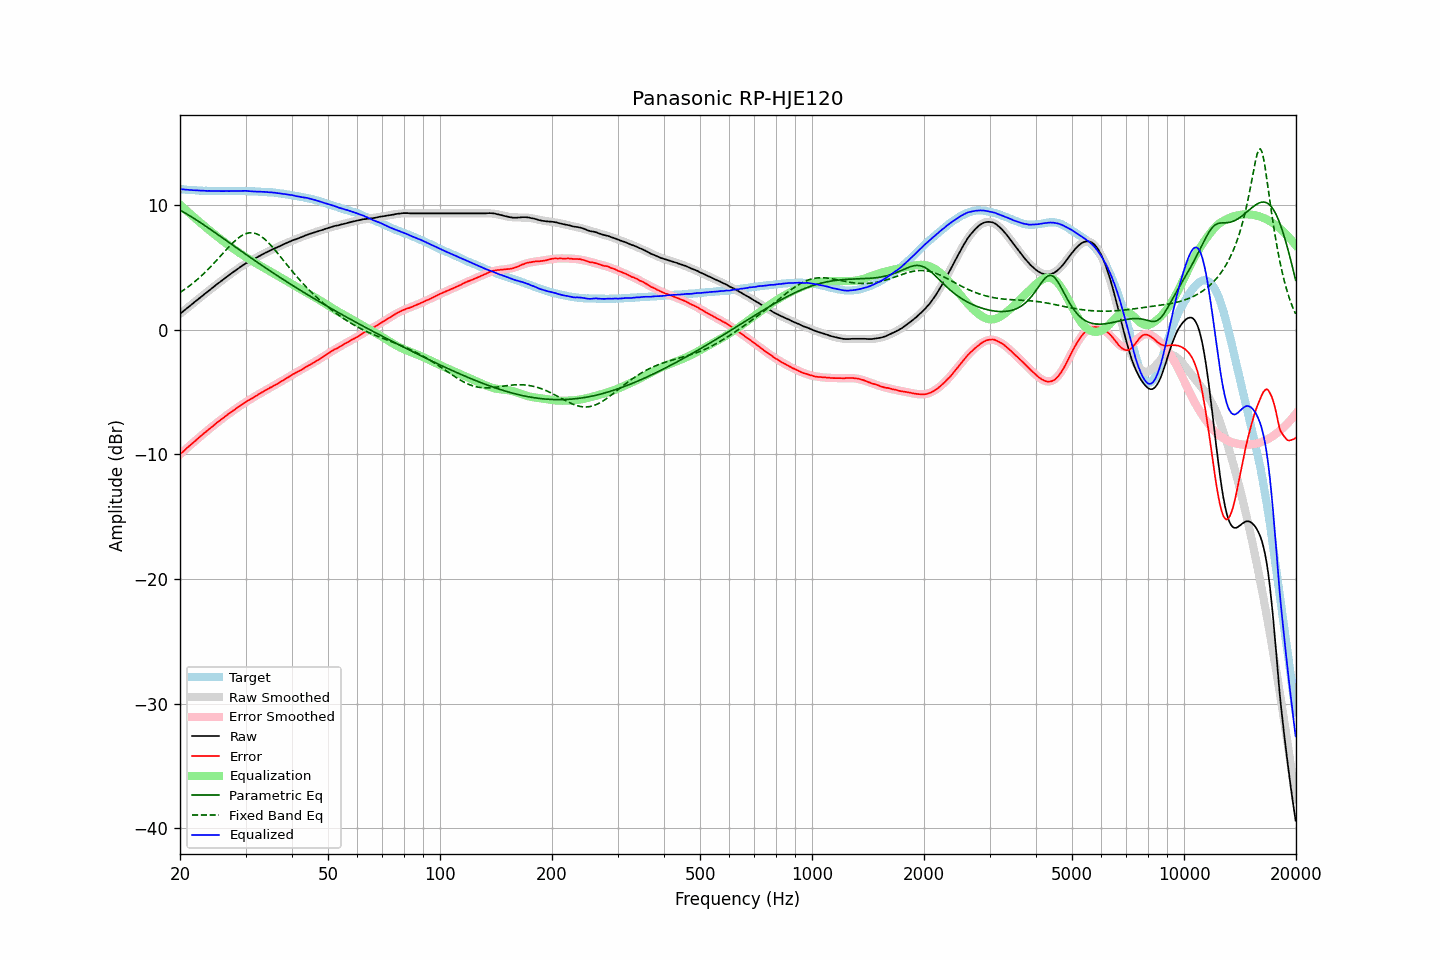 Panasonic RP-HJE120
Amplitude (dBr)
10
0
−10
−20
−30
−40
Target
Raw Smoothed
Error Smoothed
Raw
Error
Equalization
Parametric Eq
Fixed Band Eq
Equalized
20 50 100 200 500 1000 2000 5000 10000 20000
Frequency (Hz)